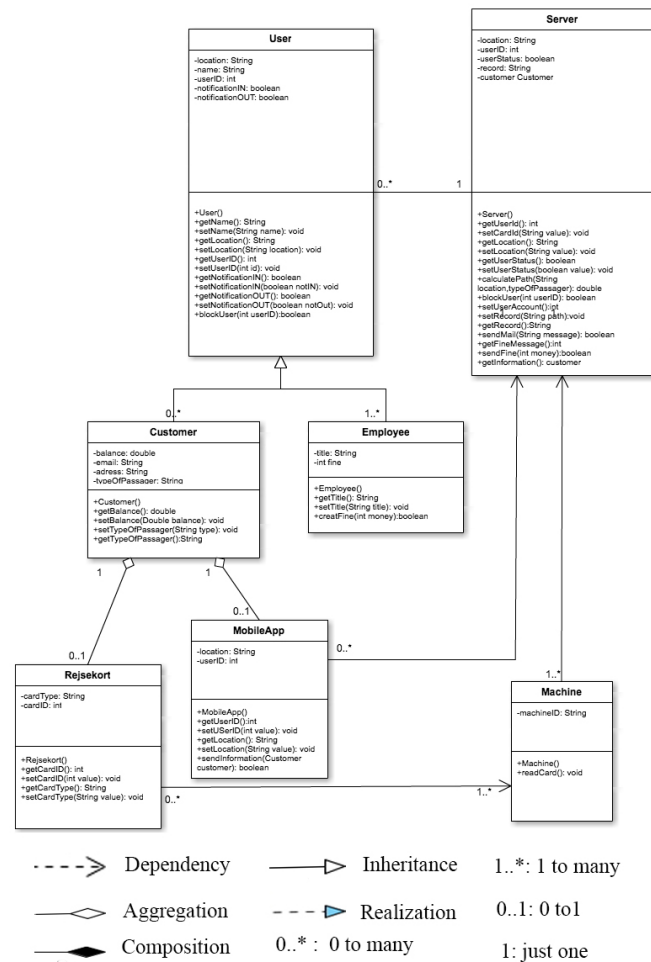 User
-location: String
-name: String
-userID: int
-notificationIN: boolean
-notificationOUT: boolean
+User()
+getName(): String
+setName(String name): void
+getLocation(): String
+setLocation(String location): void
+getUserID(): int
+setUserID(int id): void
+getNotificationIN(): boolean
+setNotificationIN(boolean notIN): void
+getNotificationOUT(): boolean
+setNotificationOUT(boolean notOut): void
+blockUser(int userID):boolean
0..*
1
Server
-location: String
-userID: int
-userStatus: boolean
-record: String
-customer Customer
+Server()
+getUserId(): int
+setCardId(String value): void
+getLocation(): String
+setLocation(String value): void
+getUserStatus(): boolean
+setUserStatus(boolean value): void
+calculatePath(String
location,typeOfPassager): double
+blockUser(int userID): boolean
+setUserAccount():int
+setRecord(String path):void
+getRecord():String
+sendMail(String message): boolean
+getFineMessage():int
+sendFine(int money):boolean
+getInformation(): customer
0..*
1..*
Customer
-balance: double
-email: String
-adress: String
-typeOfPassager: String
+Customer()
+getBalance(): double
+setBalance(Double balance): void
+setTypeOfPassager(String type): void
+getTypeOfPassager():String
Employee
-title: String
-int fine
+Employee()
+getTitle(): String
+setTitle(String title): void
+creatFine(int money):boolean
1
1
0..1
0..1
MobileApp
-location: String
-userID: int
+MobileApp()
+getUserID():int
+setUSerID(int value): void
+getLocation(): String
+setLocation(String value): void
+sendInformation(Customer
customer): boolean
0..*
Rejsekort
-cardType: String
-cardID: int
+Rejsekort()
+getCardID(): int
+setCardID(int value): void
+getCardType(): String
+setCardType(String value): void
0..*
1..*
1..*
Machine
-machineID: String
+Machine()
+readCard(): void
Dependency
Inheritance
1..*: 1 to many
Aggregation
Realization
0..1: 0 to1
Composition
0..* : 0 to many
1: just one